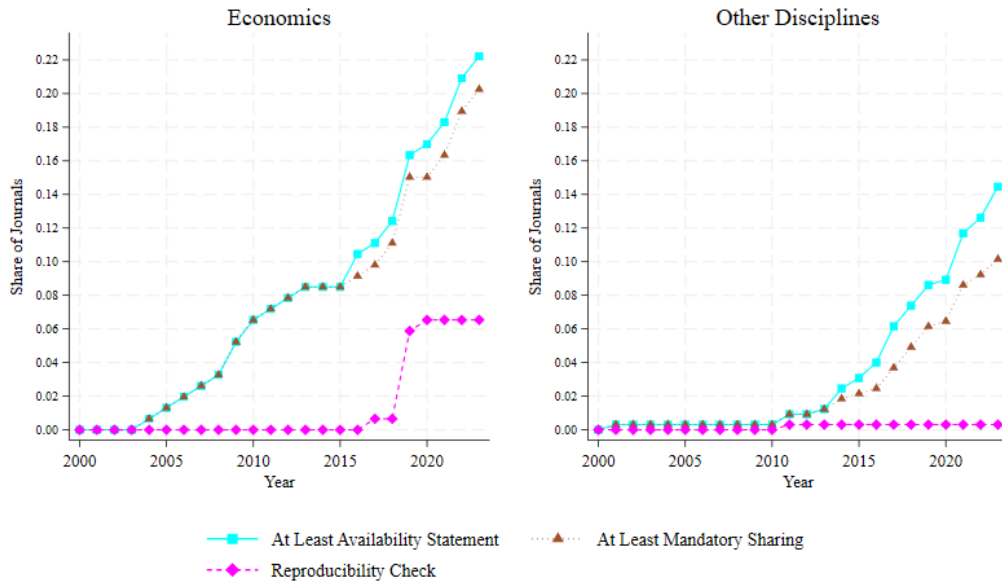 Economics
Share of Journals
0.22
0.20
0.18
0.16
0.14
0.12
0.10
0.08
0.06
0.04
0.02
0.00
2000 2005 2010 2015 2020
Year
Other Disciplines
Share of Journals
0.22
0.20
0.18
0.16
0.14
0.12
0.10
0.08
0.06
0.04
0.02
0.00
2000 2005 2010 2015 2020
Year
At Least Availability Statement At Least Mandatory Sharing
Reproducibility Check